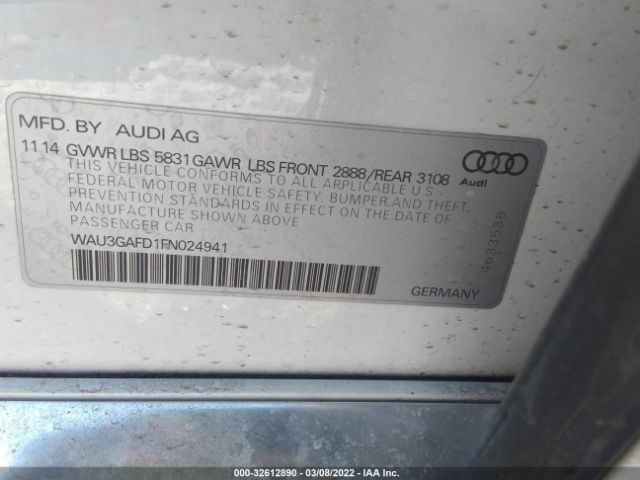 MFD. BY AUDI AG
11 14 GVWR LBS 5831 GAWR LBS FRONT 2888/REAR 3108
THIS VEHICLE CONFORMS TO ALL APPLICABLE U.S.
FEDERAL MOTOR VEHICLE SAFETY, BUMPER, AND THEFT
PREVENTION STANDARDS IN EFFECT ON THE DATE OF
MANUFACTURE SHOWN ABOVE
PASSENGER CAR
WAU3GAFD1FN024941
Audi
4633538
GERMANY
000-32612890 — 03/08/2022 — IAA Inc.